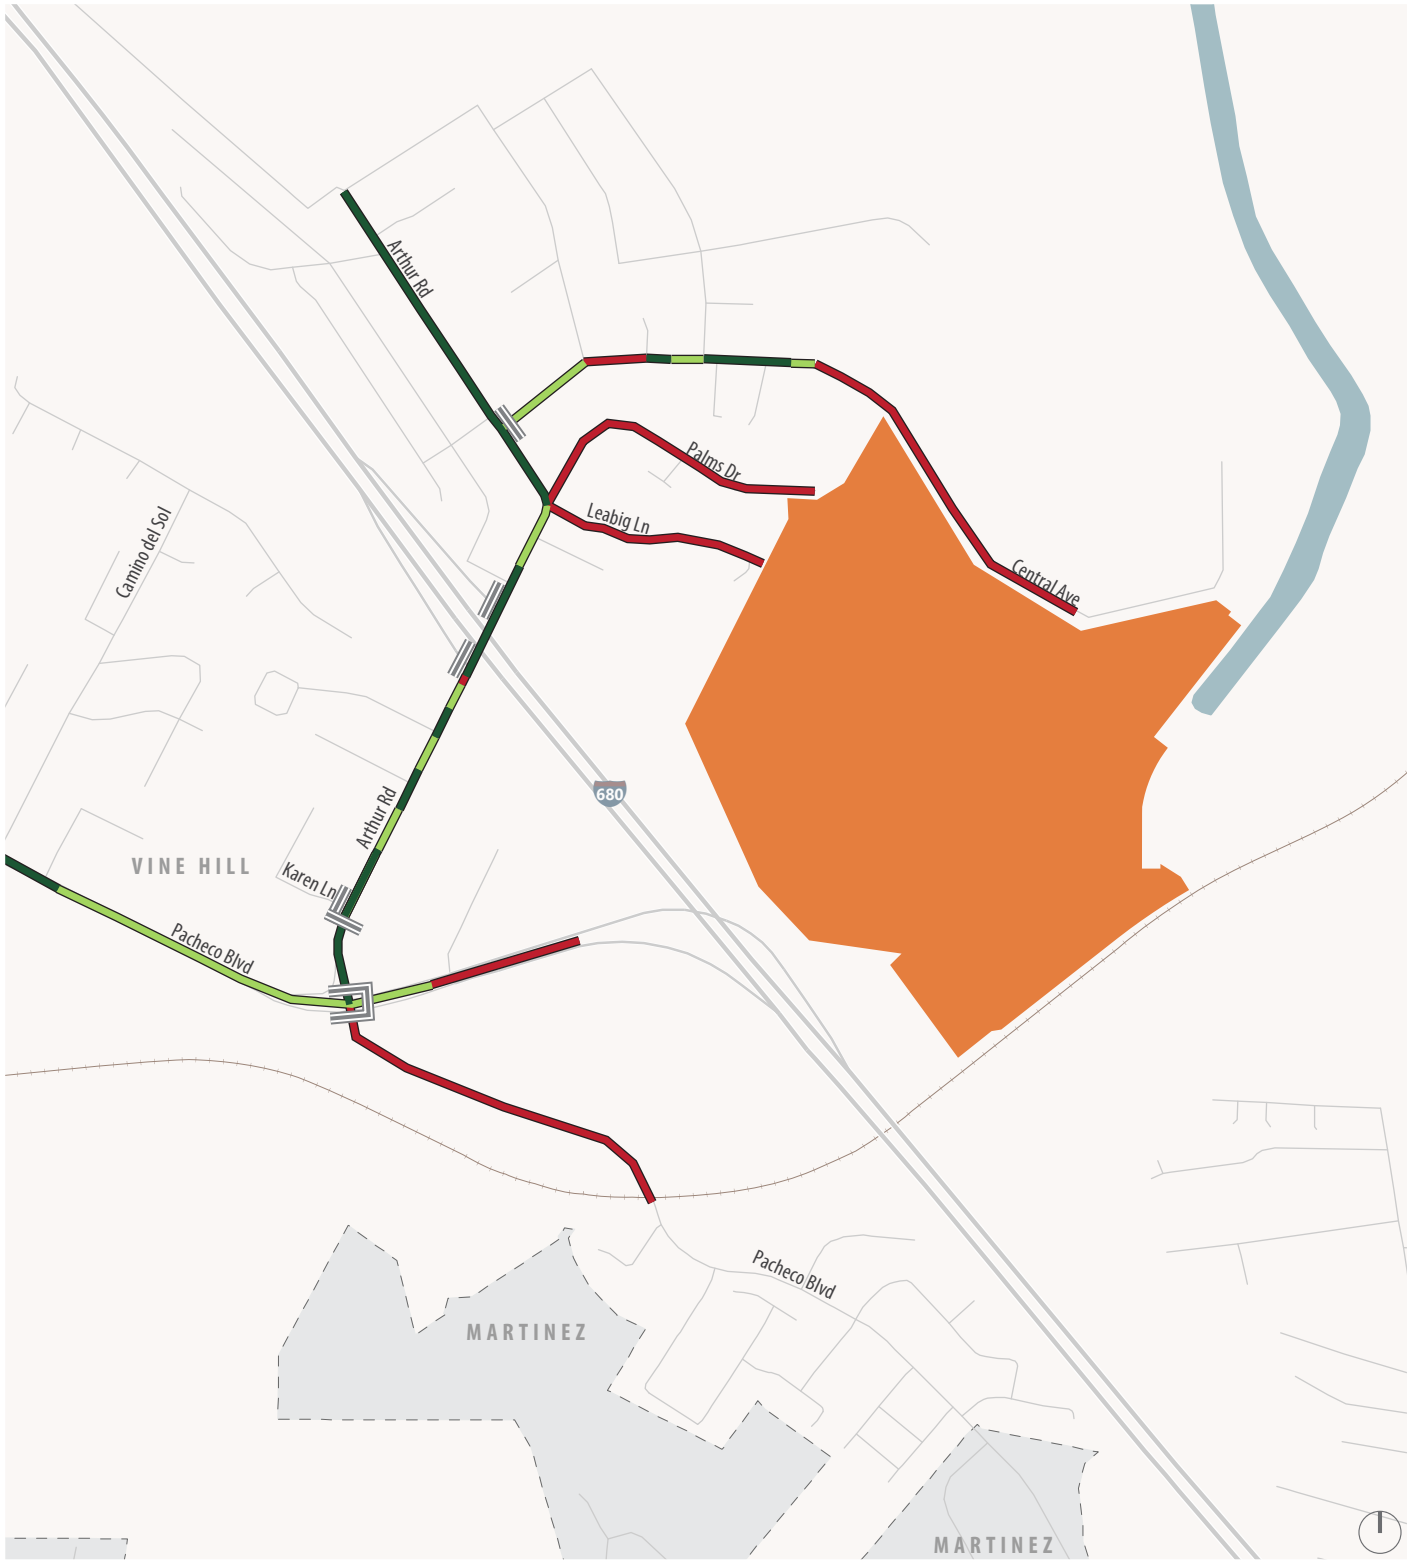 Arthur Rd
Palms Dr
Leabig Ln
Camino del Sol
Central Ave
680
Arthur Rd
VINE HILL
Karen Ln
Pacheco Blvd
Pacheco Blvd
MARTINEZ
MARTINEZ